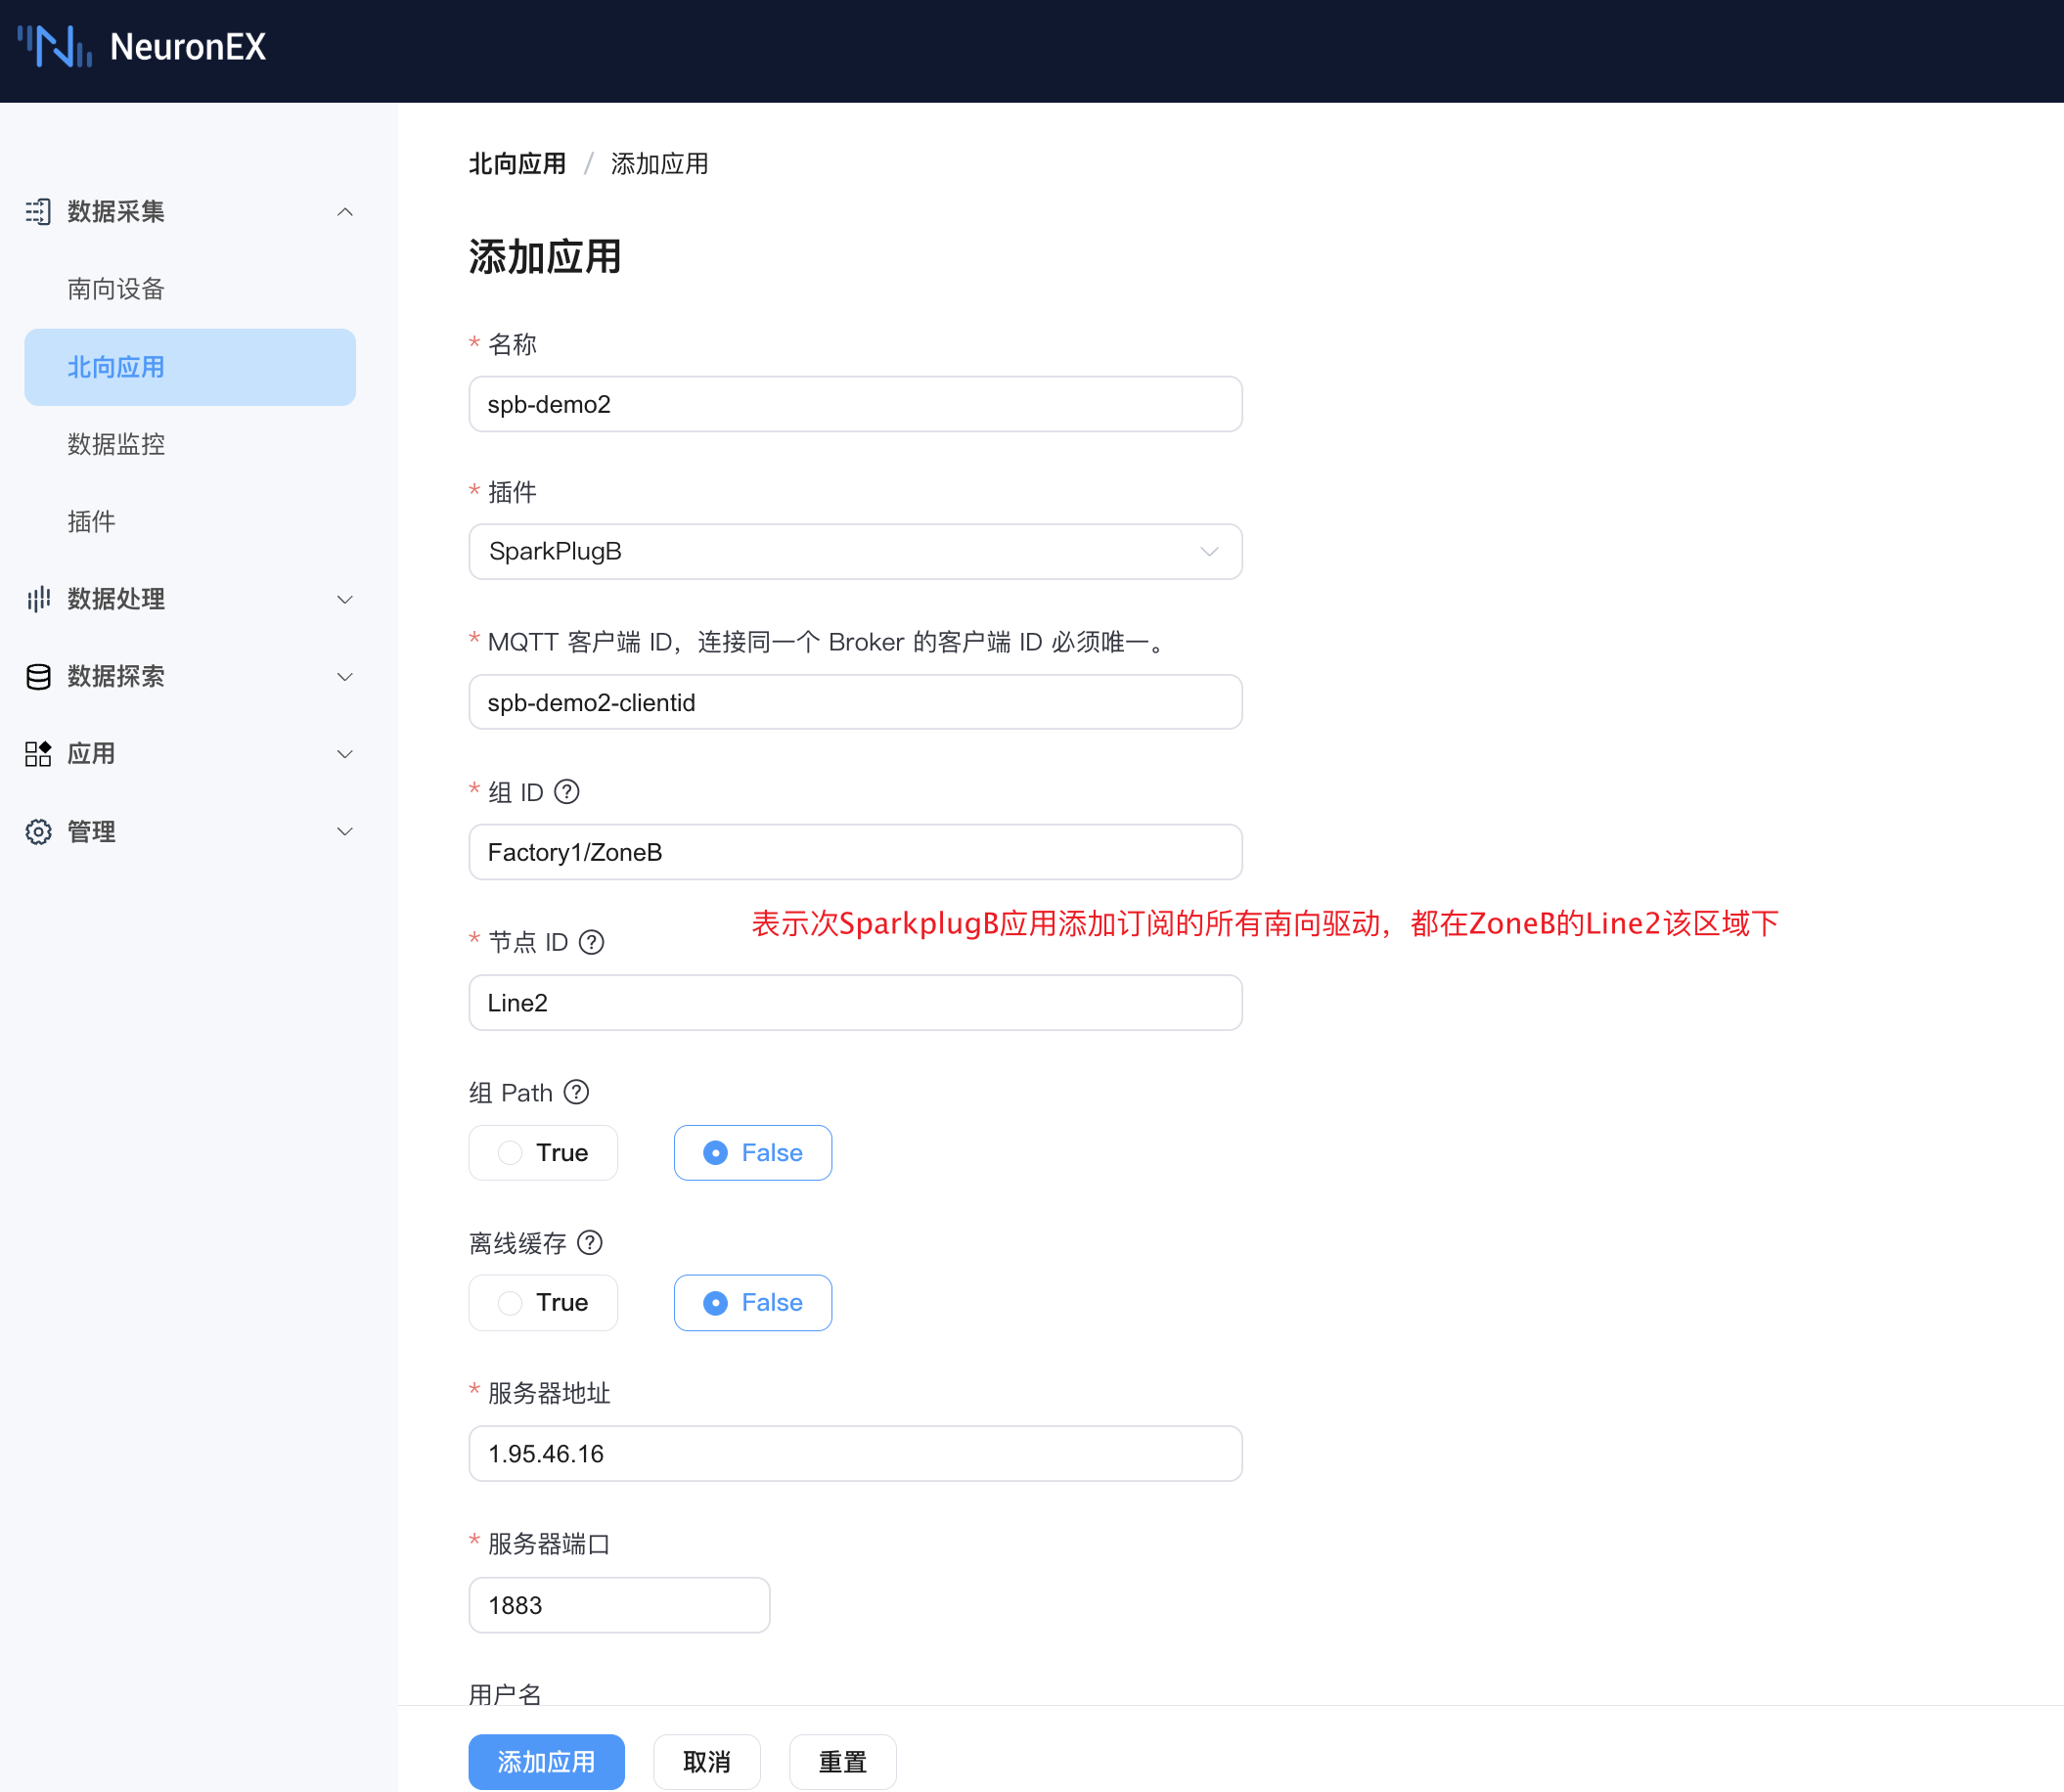 NeuronEX
数据采集
南向设备
北向应用
数据监控
插件
数据处理
数据探索
应用
管理
北向应用 / 添加应用
添加应用
* 名称
spb-demo2
* 插件
SparkPlugB
* MQTT 客户端 ID，连接同一个 Broker 的客户端 ID 必须唯一。
spb-demo2-clientid
* 组 ID ?
Factory1/ZoneB
表示次SparkplugB应用添加订阅的所有南向驱动，都在ZoneB的Line2该区域下
* 节点 ID ?
Line2
组 Path ?
True False
离线缓存 ?
True False
* 服务器地址
1.95.46.16
* 服务器端口
1883
用户名
添加应用 取消 重置